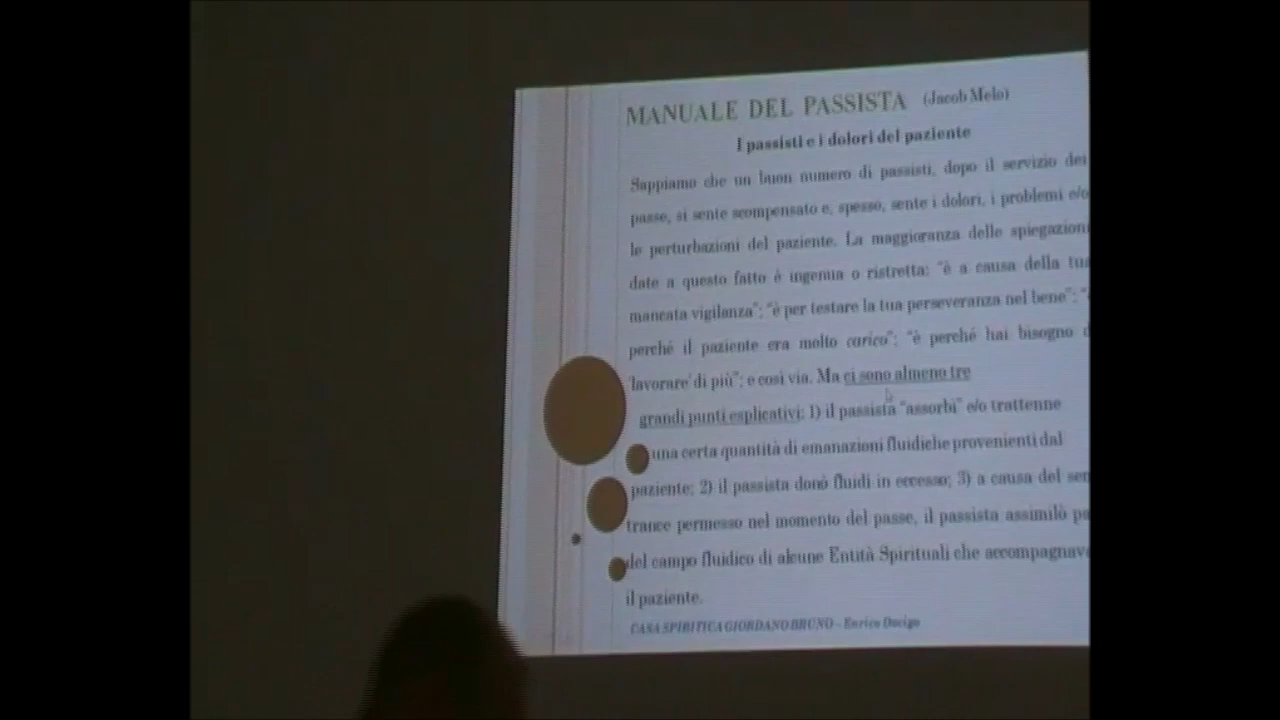 MANUALE DEL PASSISTA (Jacob Melo)
I passisti e i dolori del paziente
Sappiamo che un buon numero di passisti, dopo il servizio dei
passe, si sente scompensato e, spesso, sente i dolori, i problemi e/o
le perturbazioni del paziente. La maggioranza delle spiegazioni
date a questo fatto è ingenua o ristretta: "è a causa della tua
mancata vigilanza"; "è per testare la tua perseveranza nel bene"; "
perché il paziente era molto carico"; "è perché hai bisogno
'lavorare' di più"; e così via. Ma ci sono almeno tre
grandi punti esplicativi: 1) il passista "assorbì" e/o trattenne
una certa quantità di emanazioni fluidiche provenienti dal
paziente; 2) il passista donò fluidi in eccesso; 3) a causa del
trance permesso nel momento del passe, il passista assimilò
del campo fluidico di alcune Entità Spirituali che
il paziente.
CASA SPIRITICA GIORDANO BRUNO - Enrico